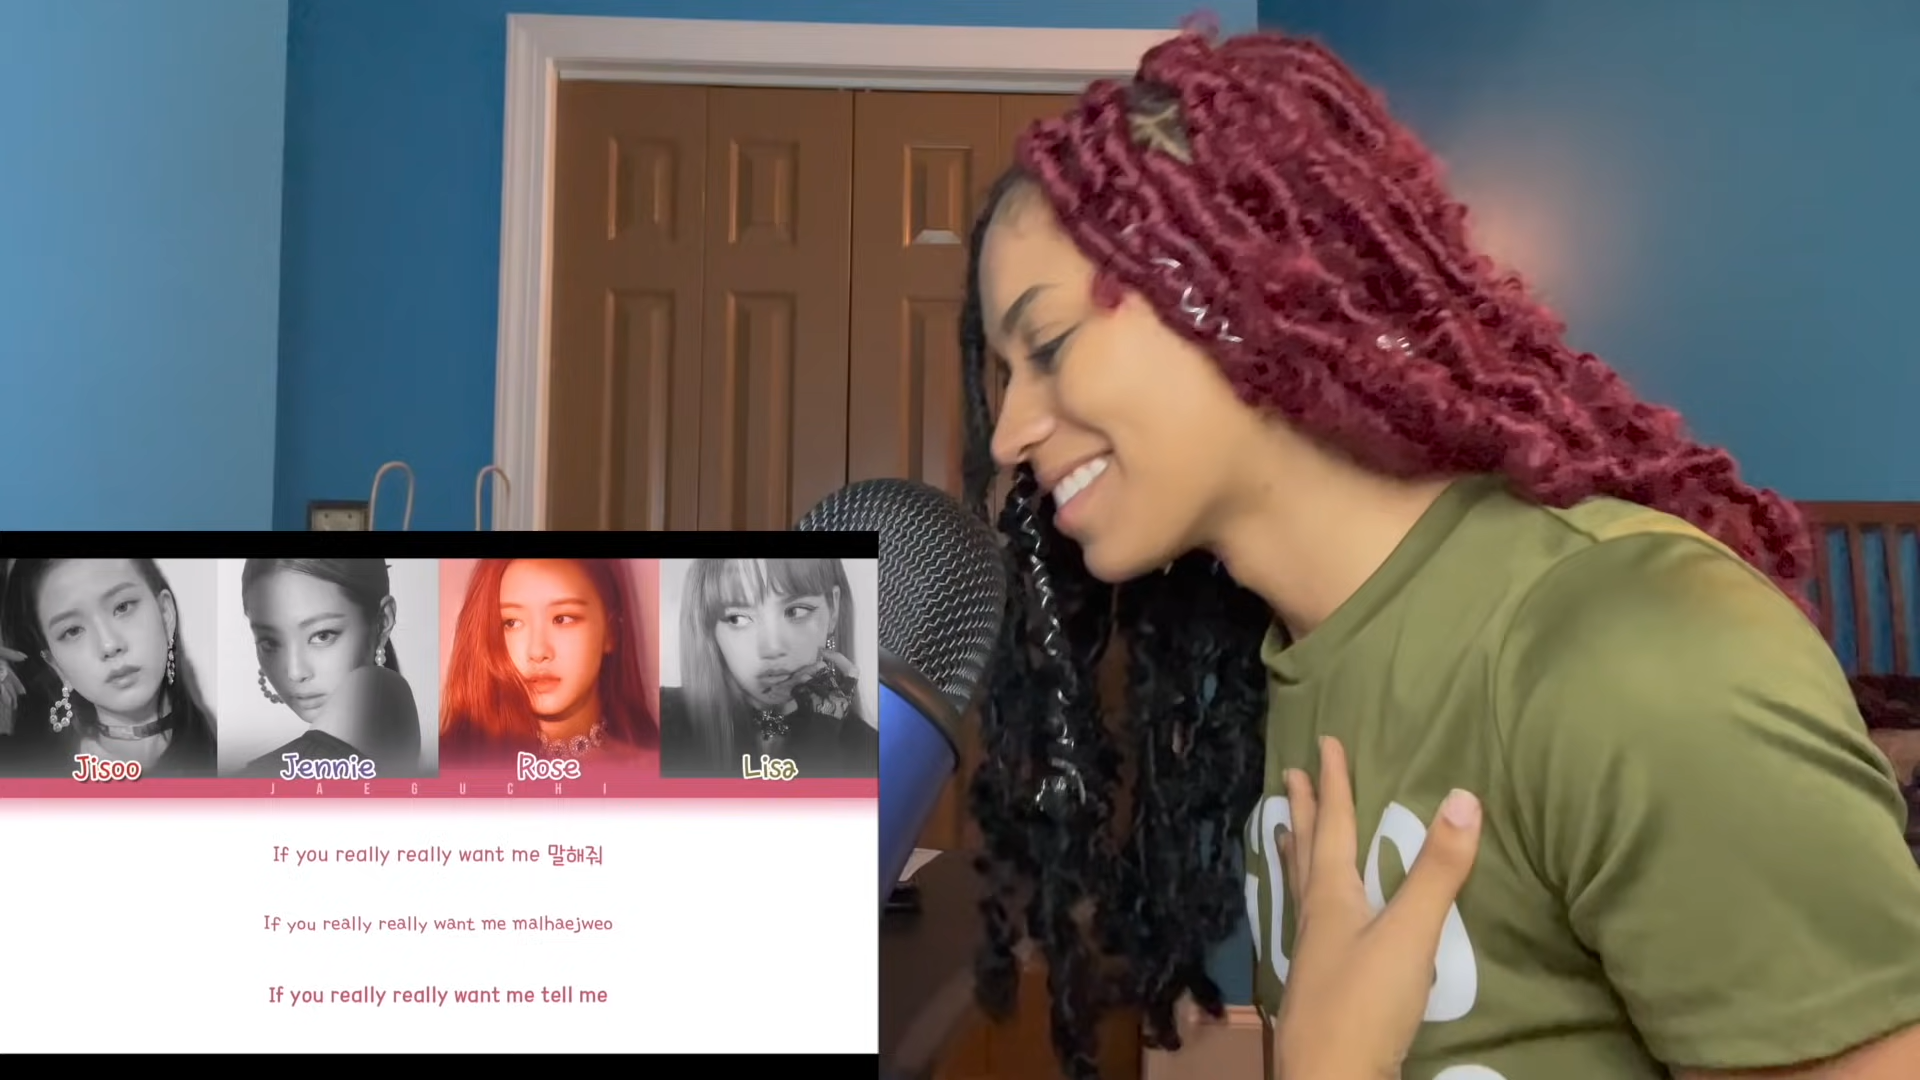 Jisoo Jennie Rose Lisa
JAEGUCHI
If you really really want me 말해줘
If you really really want me malhaejweo
If you really really want me tell me